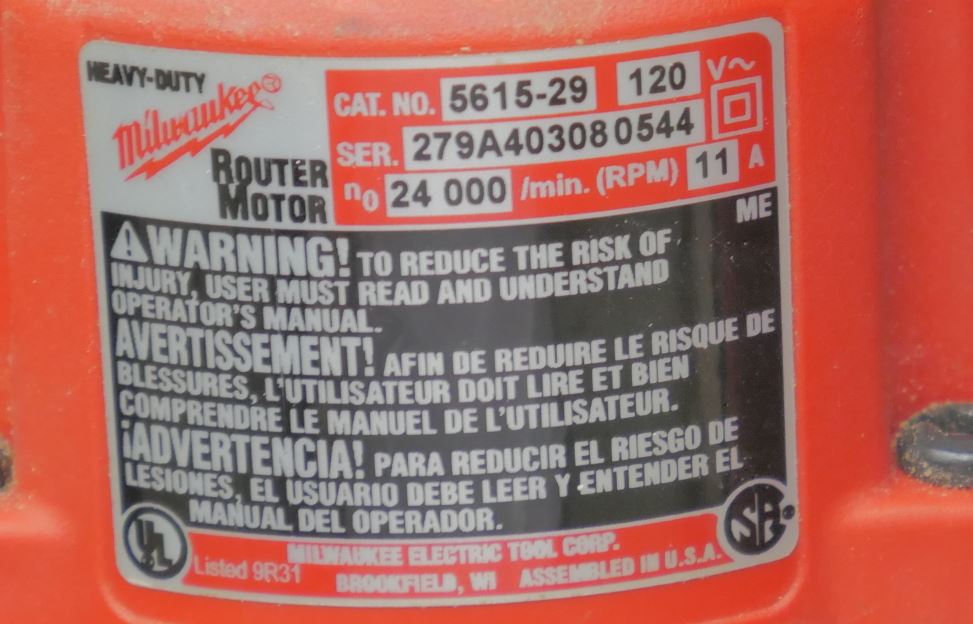 HEAVY-DUTY
Milwaukee®
ROUTER
MOTOR
CAT. NO. 5615-29 120 V~
SER. 279A403080544
n0 24 000 /min. (RPM) 11 A
ME
⚠WARNING! TO REDUCE THE RISK OF
INJURY, USER MUST READ AND UNDERSTAND
OPERATOR'S MANUAL.
AVERTISSEMENT! AFIN DE REDUIRE LE RISQUE DE
BLESSURES, L'UTILISATEUR DOIT LIRE ET BIEN
COMPRENDRE LE MANUEL DE L'UTILISATEUR.
¡ADVERTENCIA! PARA REDUCIR EL RIESGO DE
LESIONES, EL USUARIO DEBE LEER Y ENTENDER EL
MANUAL DEL OPERADOR.
UL
Listed 9R31
MILWAUKEE ELECTRIC TOOL CORP.
BROOKFIELD, WI ASSEMBLED IN U.S.A.
SA®